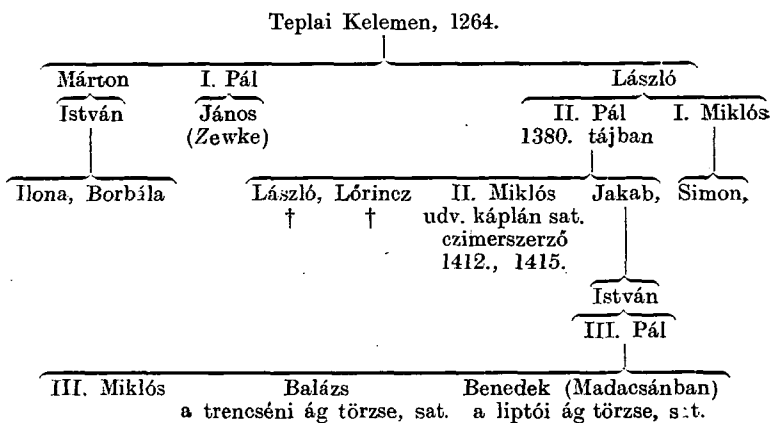 Teplai Kelemen, 1264.
Márton I. Pál László
István János II. Pál I. Miklós
(Zewke) 1380. tájban
Ilona, Borbála László, Lőrincz II. Miklós Jakab, Simon,
† † udv. káplán sat.
czimerszerző
1412., 1415.
István
III. Pál
III. Miklós Balázs Benedek (Madacsánban)
a trencséni ág törzse, sat. a liptói ág törzse, s:t.